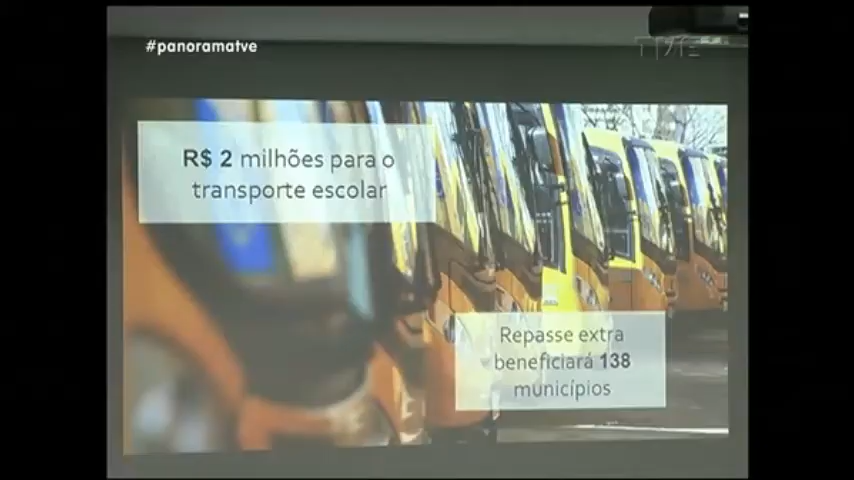 #panoramatve
TVE
R$ 2 milhões para o
transporte escolar
Repasse extra
beneficiará 138
municípios